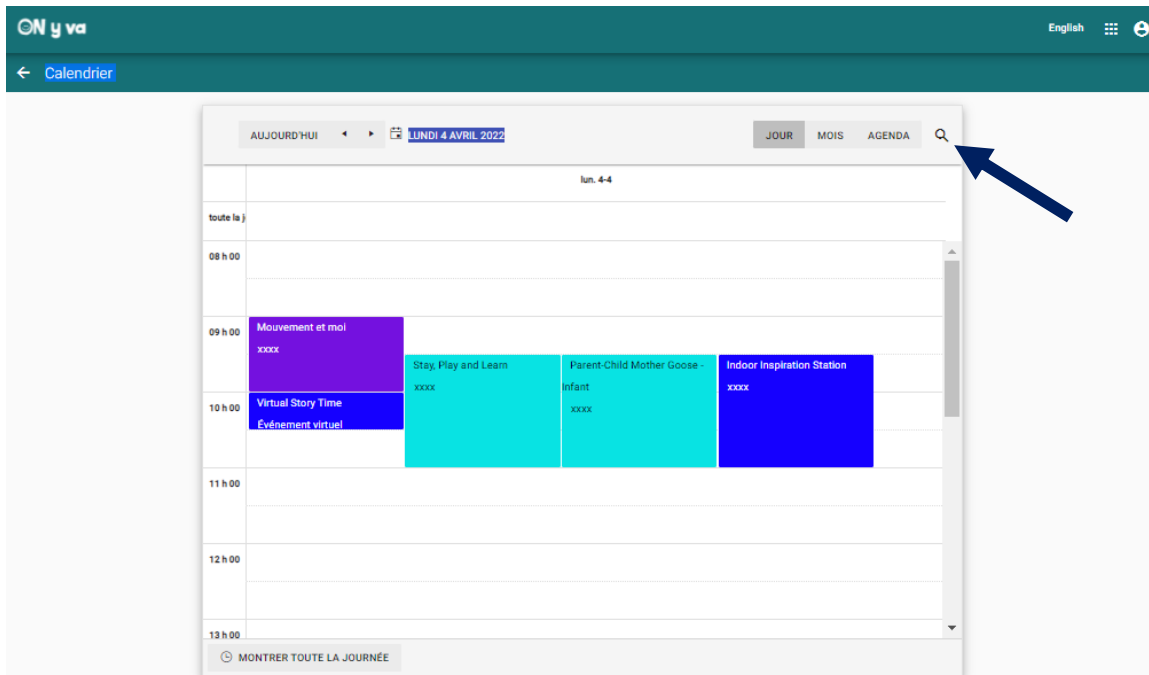 ON y va
English
Calendrier
AUJOURD'HUI LUNDI 4 AVRIL 2022 JOUR MOIS AGENDA
lun. 4-4
toute la j
08 h 00
09 h 00
Mouvement et moi
xxxx
Stay, Play and Learn
xxxx
Parent-Child Mother Goose -
Infant
xxxx
Indoor Inspiration Station
xxxx
10 h 00
Virtual Story Time
Événement virtuel
11 h 00
12 h 00
13 h 00
MONTRER TOUTE LA JOURNÉE